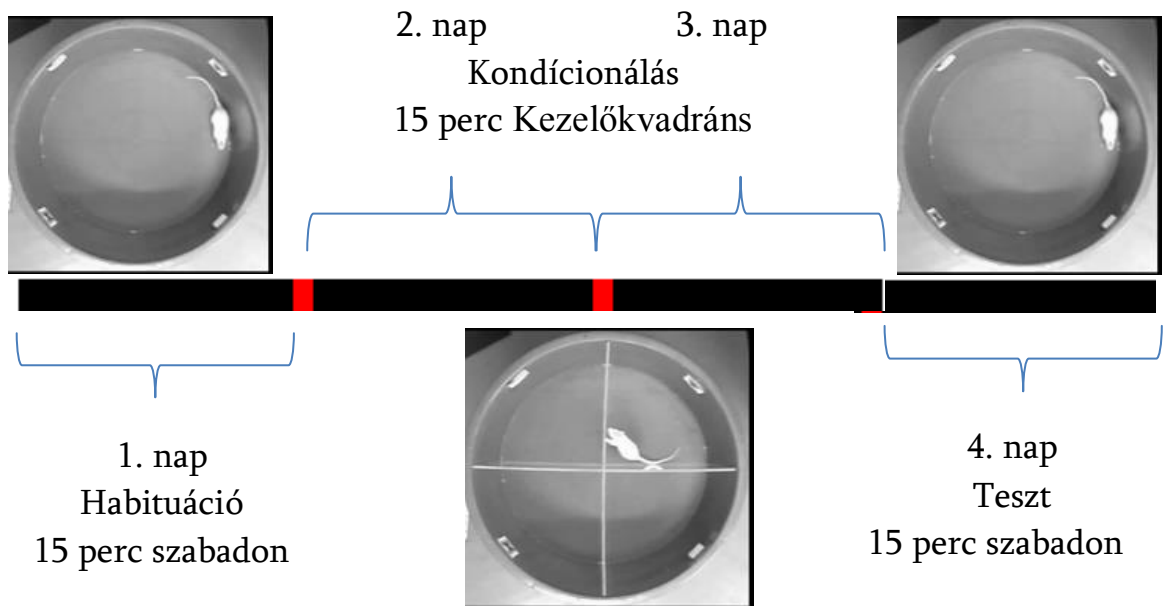 2. nap
3. nap
Kondícionálás
15 perc Kezelőkvadráns
1. nap
Habituáció
15 perc szabadon
4. nap
Teszt
15 perc szabadon